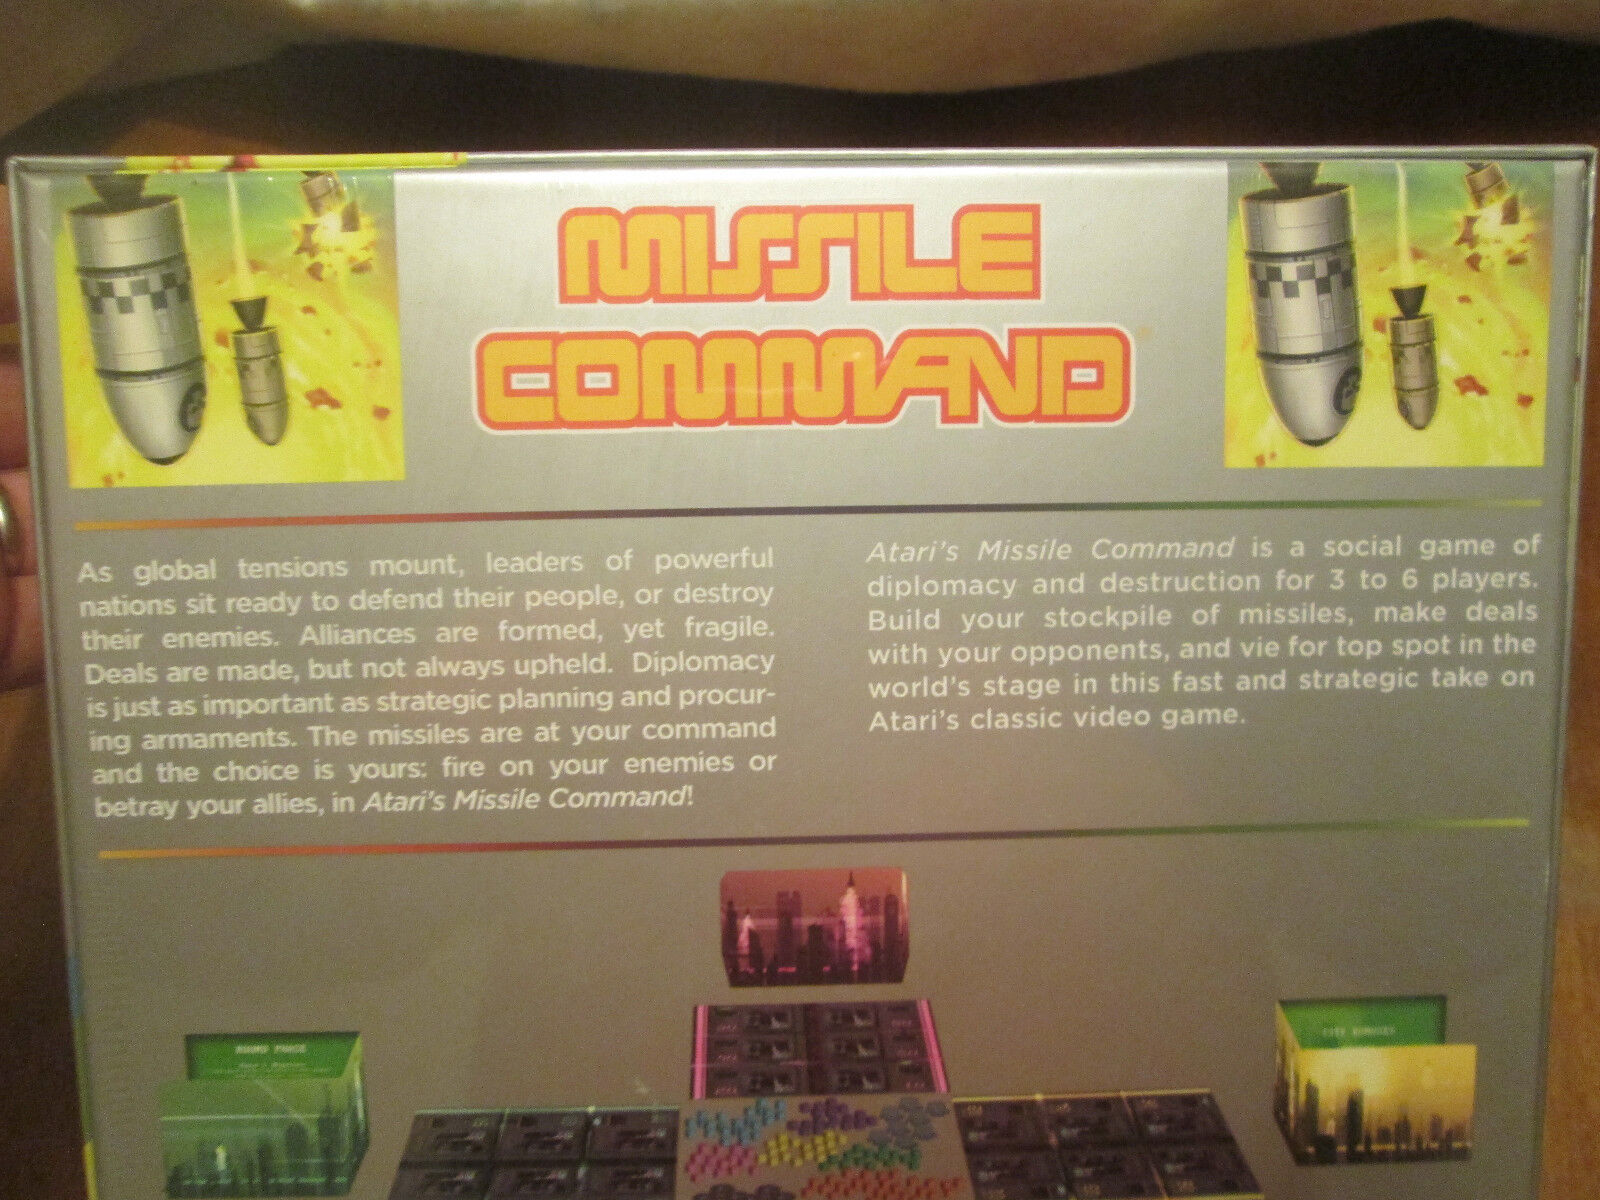 MISSILE
COMMAND
As global tensions mount, leaders of powerful
nations sit ready to defend their people, or destroy
their enemies. Alliances are formed, yet fragile.
Deals are made, but not always upheld. Diplomacy
is just as important as strategic planning and procur-
ing armaments. The missiles are at your command
and the choice is yours: fire on your enemies or
betray your allies, in Atari's Missile Command!
Atari's Missile Command is a social game of
diplomacy and destruction for 3 to 6 players.
Build your stockpile of missiles, make deals
with your opponents, and vie for top spot in the
world's stage in this fast and strategic take on
Atari's classic video game.
ROUND PHASE
CITY BONUSES